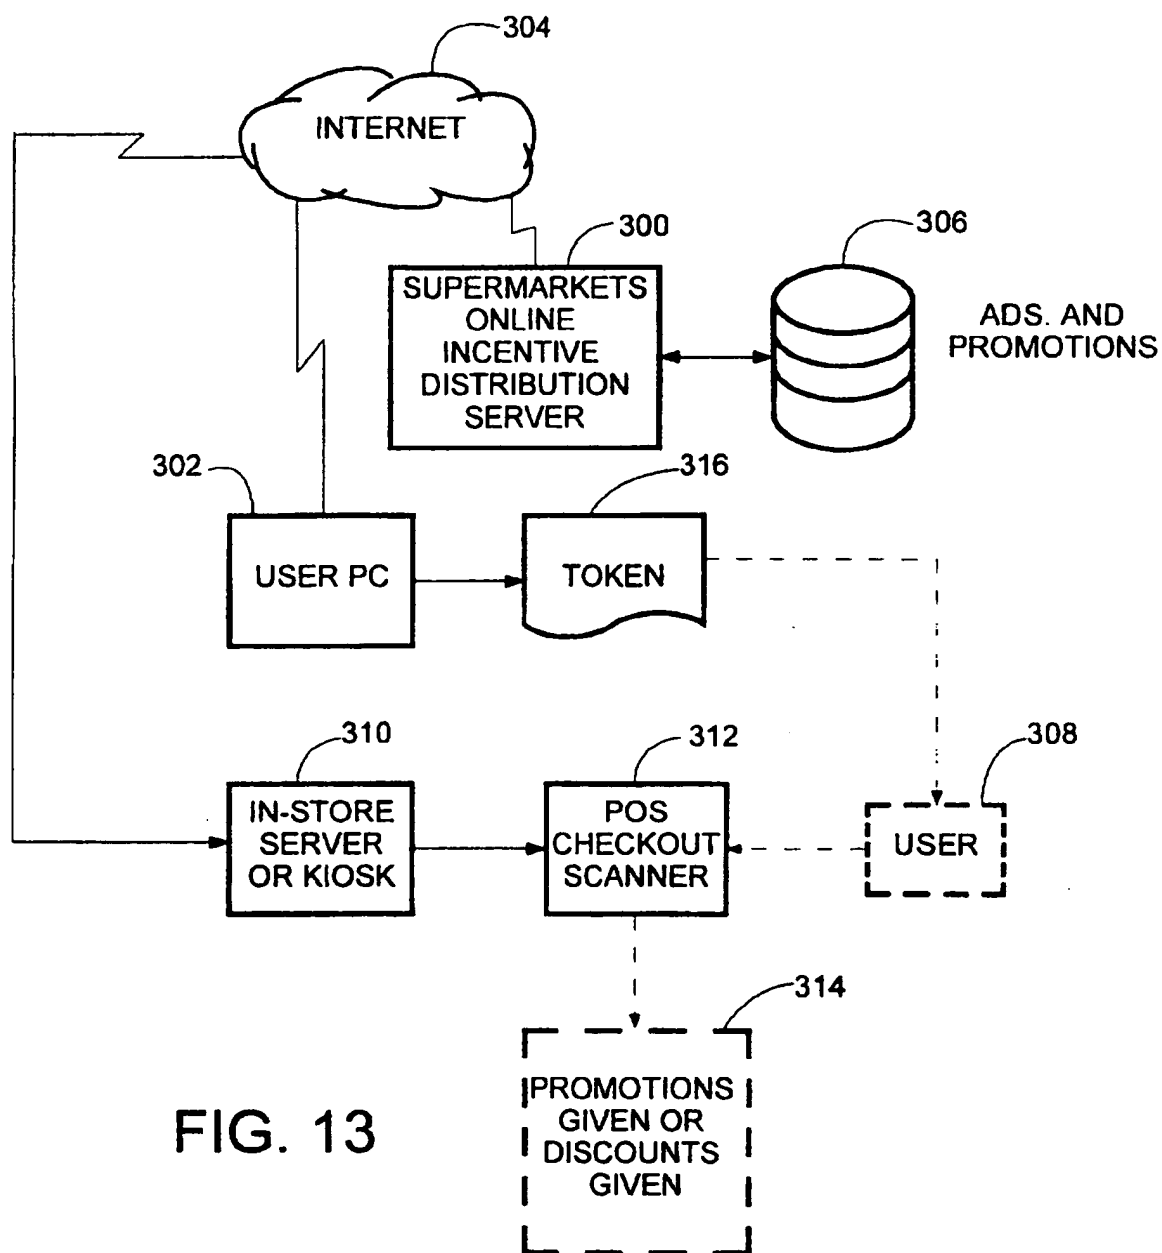 304
INTERNET
300
306
SUPERMARKETS
ONLINE
INCENTIVE
DISTRIBUTION
SERVER
ADS. AND
PROMOTIONS
302
316
USER PC
TOKEN
310
312
308
IN-STORE
SERVER
OR KIOSK
POS
CHECKOUT
SCANNER
USER
314
PROMOTIONS
GIVEN OR
DISCOUNTS
GIVEN
FIG. 13